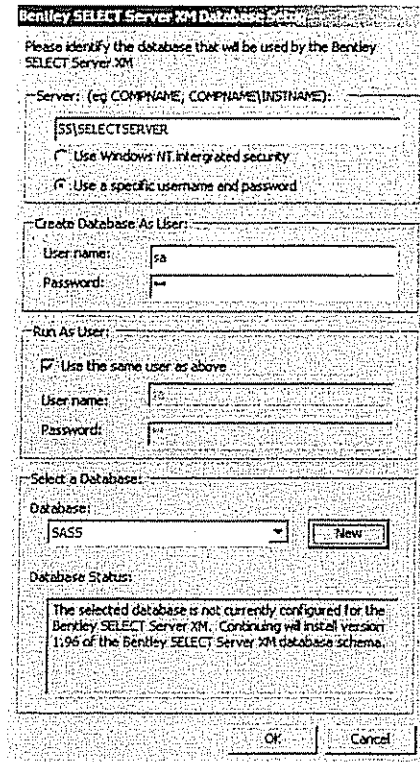 Bentley SELECT Server XM Database Setup
Please identify the database that will be used by the Bentley
SELECT Server XM
Server: (eg COMPNAME, COMPNAME\INSTNAME):
SS\SELECTSERVER
Use Windows NT intergrated security
Use a specific username and password
Create Database As User:
User name:
sa
Password:
Run As User:
Use the same user as above
User name:
sa
Password:
Select a Database:
Database:
SASS
New
Database Status:
The selected database is not currently configured for the
Bentley SELECT Server XM. Continuing will install version
1.96 of the Bentley SELECT Server XM database schema.
OK
Cancel